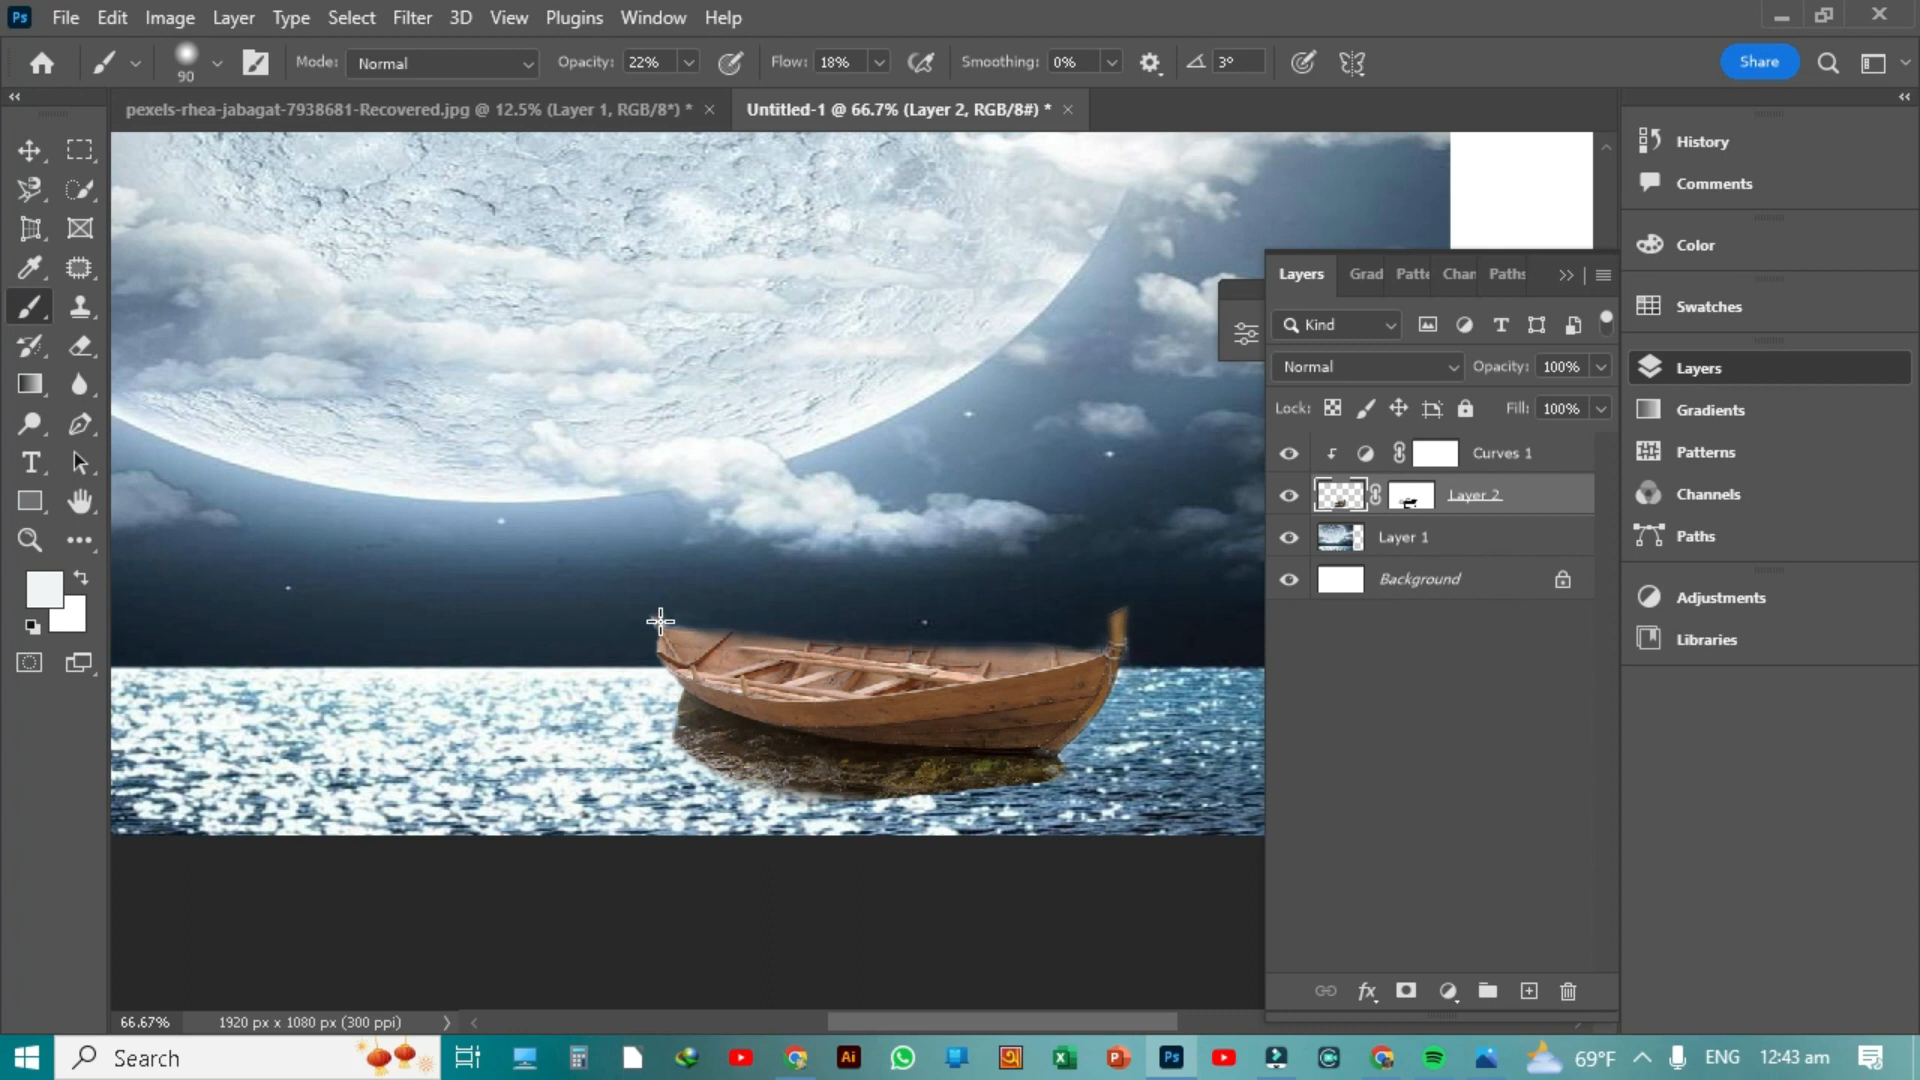 Ps File Edit Image Layer Type Select Filter 3D View Plugins Window Help
90 Mode: Normal Opacity: 22% Flow: 18% Smoothing: 0% 3° Share
pexels-rhea-jabagat-7938681-Recovered.jpg @ 12.5% (Layer 1, RGB/8*) * Untitled-1 @ 66.7% (Layer 2, RGB/8#) *
History
Comments
Color
Swatches
Layers
Gradients
Patterns
Channels
Paths
Adjustments
Libraries
Layers Grad Patte Char Paths
Kind
Normal Opacity: 100%
Lock: Fill: 100%
Curves 1
Layer 2
Layer 1
Background
fx
66.67% 1920 px x 1080 px (300 ppi)
Search Ai Ps 69°F ENG 12:43 am